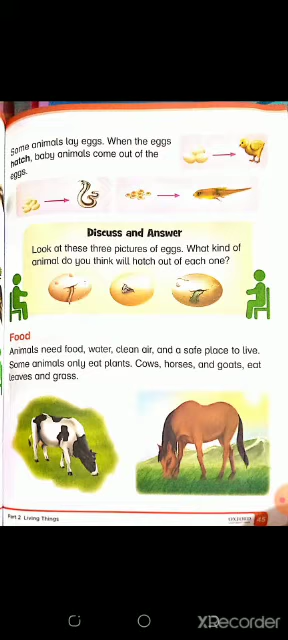 Some animals lay eggs. When the eggs
hatch, baby animals come out of the
eggs.
Discuss and Answer
Look at these three pictures of eggs. What kind of
animal do you think will hatch out of each one?
Food
Animals need food, water, clean air, and a safe place to live.
Some animals only eat plants. Cows, horses, and goats, eat
leaves and grass.
Part 2 Living Things
OXFORD
45
XRecorder